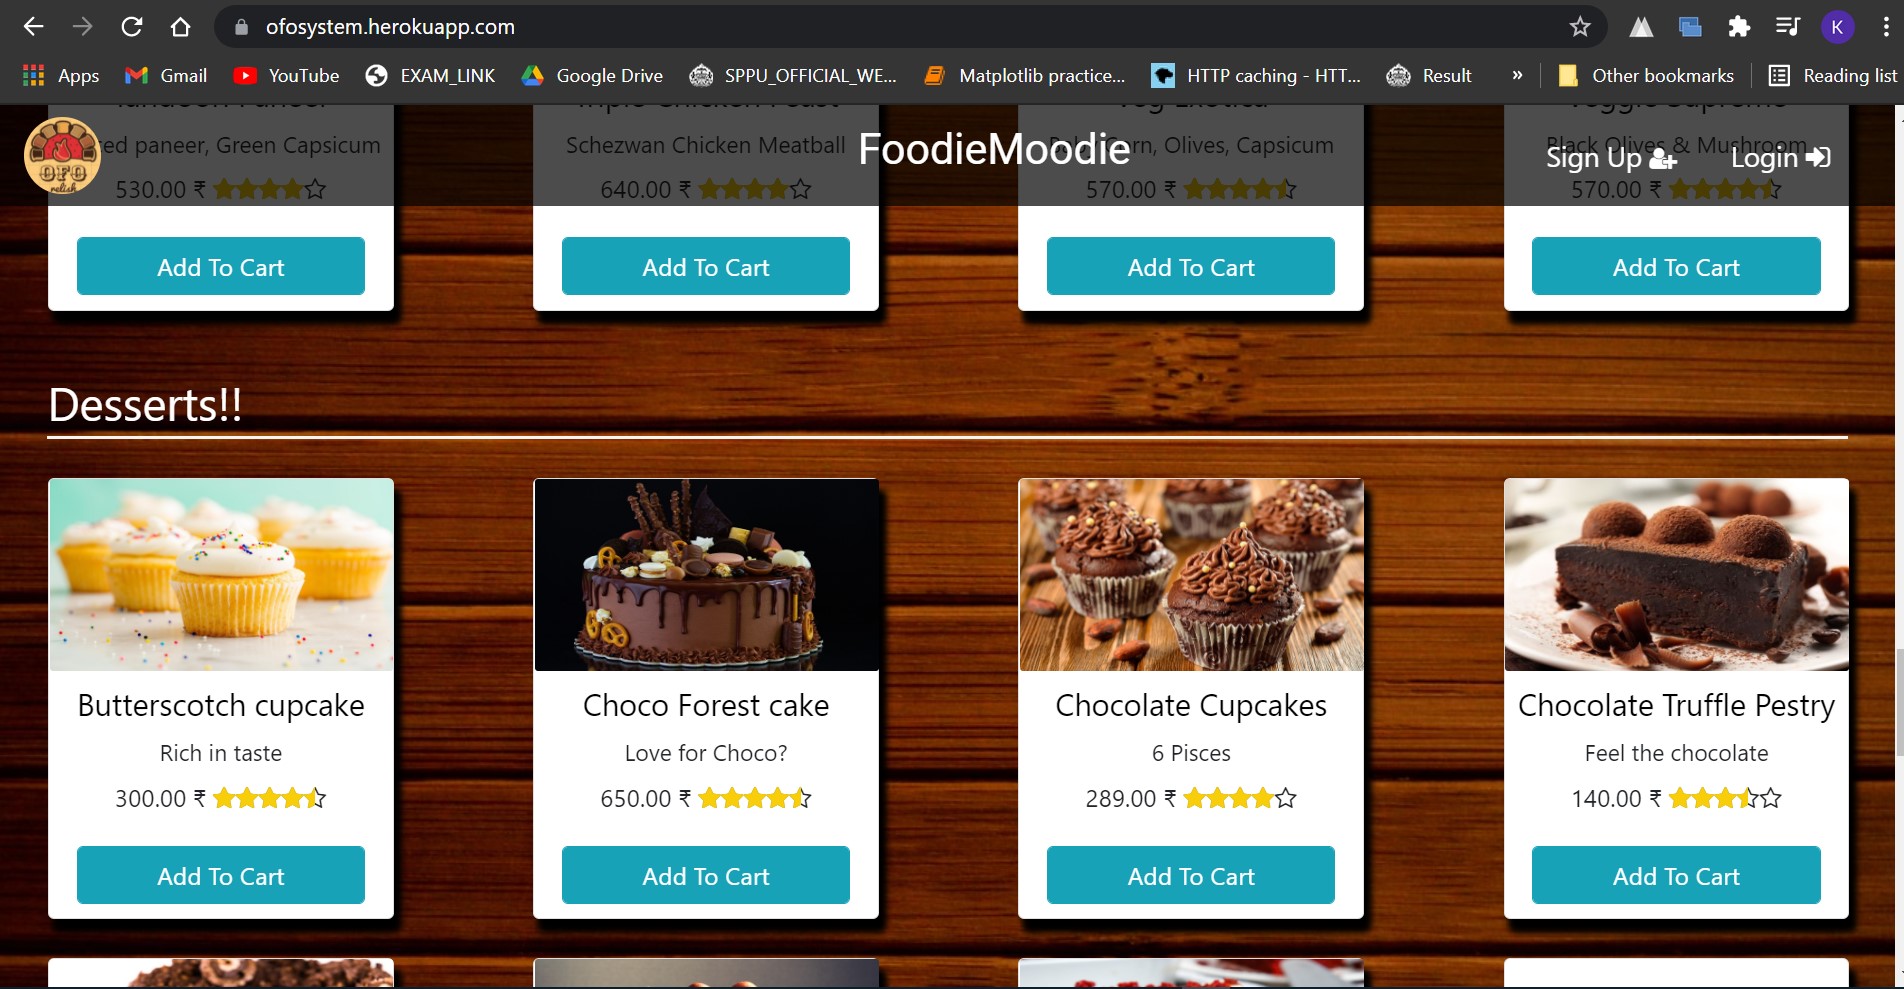 ofosystem.herokuapp.com
K
Apps
Gmail
YouTube
EXAM_LINK
Google Drive
SPPU_OFFICIAL_WE...
Matplotlib practice...
HTTP caching - HTT...
Result
»
Other bookmarks
Reading list
OFO
relish
FoodieMoodie
Sign Up
Login
paneer, Green Capsicum
Schezwan Chicken Meatball
Corn, Olives, Capsicum
Black Olives & Mushroom
530.00 ₹
640.00 ₹
570.00 ₹
570.00 ₹
Add To Cart
Add To Cart
Add To Cart
Add To Cart
Desserts!!
Butterscotch cupcake
Rich in taste
300.00 ₹
Add To Cart
Choco Forest cake
Love for Choco?
650.00 ₹
Add To Cart
Chocolate Cupcakes
6 Pisces
289.00 ₹
Add To Cart
Chocolate Truffle Pestry
Feel the chocolate
140.00 ₹
Add To Cart